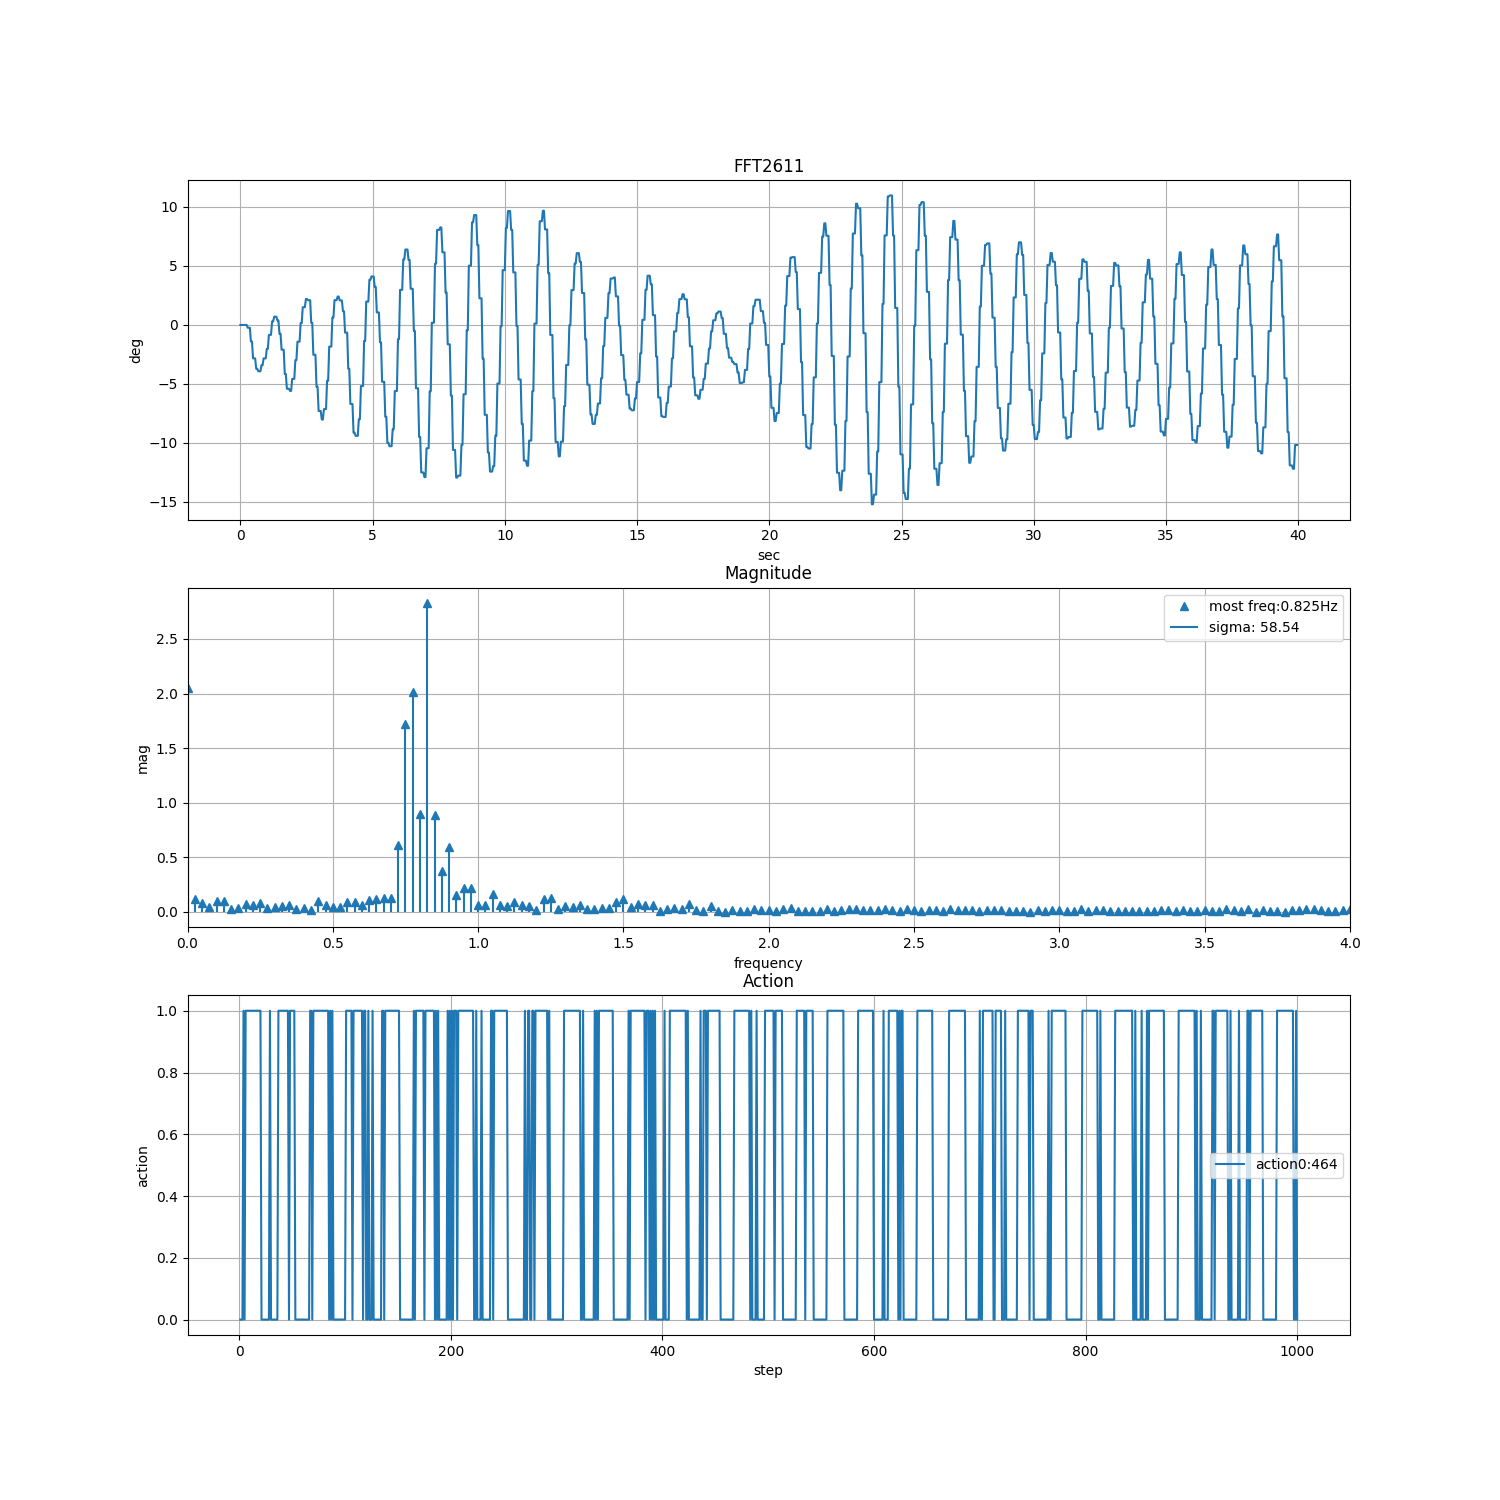 FFT2611
10
5
0
−5
−10
−15
deg
0 5 10 15 20 25 30 35 40
sec
Magnitude
most freq:0.825Hz
sigma: 58.54
2.5
2.0
1.5
1.0
0.5
0.0
mag
0.0 0.5 1.0 1.5 2.0 2.5 3.0 3.5 4.0
frequency
Action
1.0
0.8
0.6
0.4
0.2
0.0
action
action0:464
0 200 400 600 800 1000
step